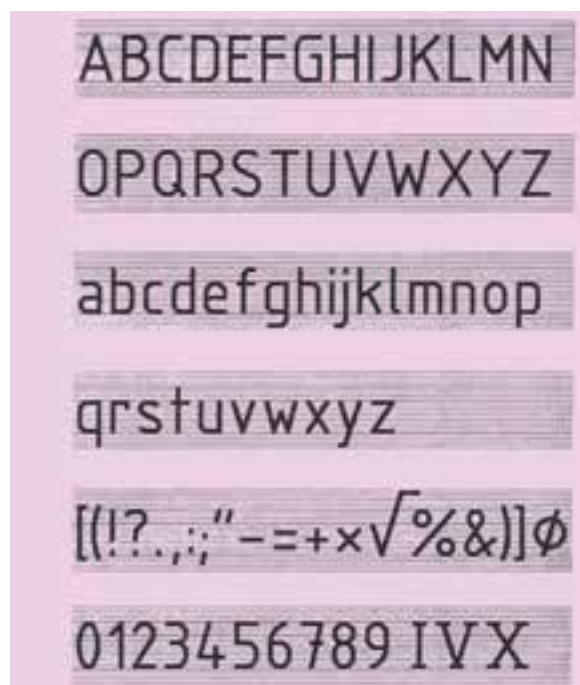 ABCDEFGHIJKLMN
OPQRSTUVWXYZ
abcdefghijklmnop
qrstuvwxyz
[(!?.,:;"-=+×√%&)]Ø
0123456789 IVX